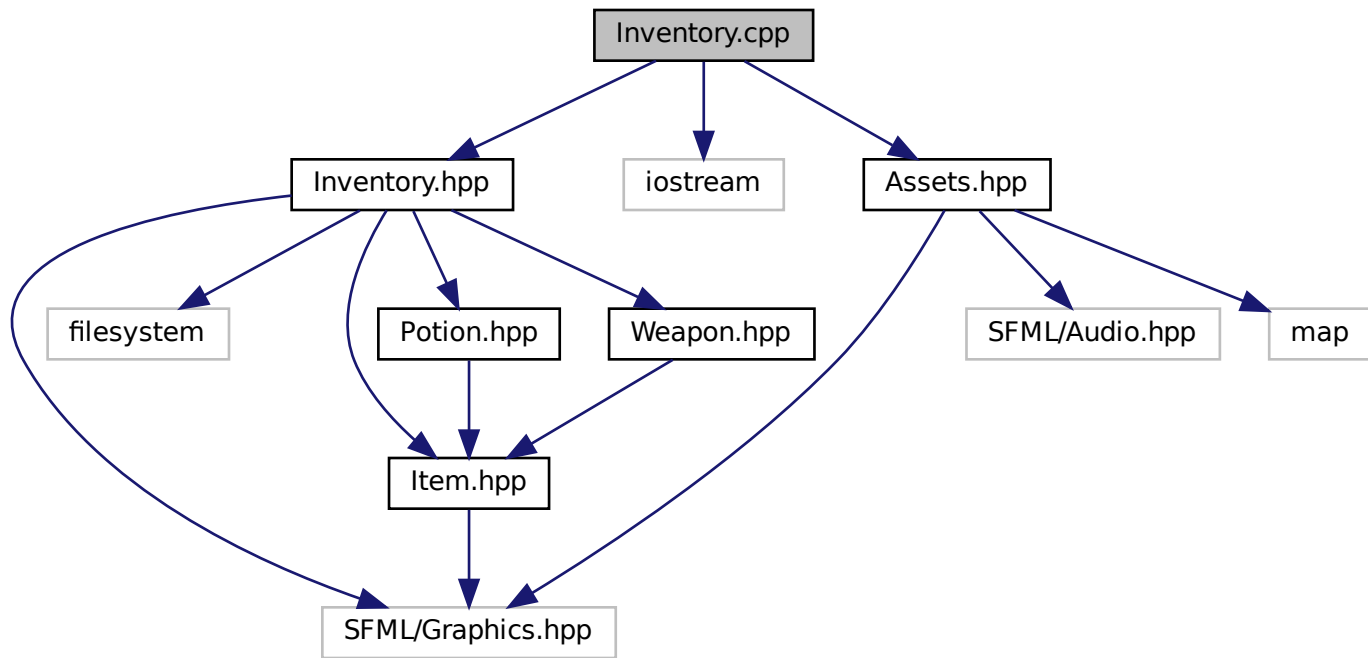 Inventory.cpp
Inventory.hpp
iostream
Assets.hpp
filesystem
Potion.hpp
Weapon.hpp
SFML/Audio.hpp
map
Item.hpp
SFML/Graphics.hpp